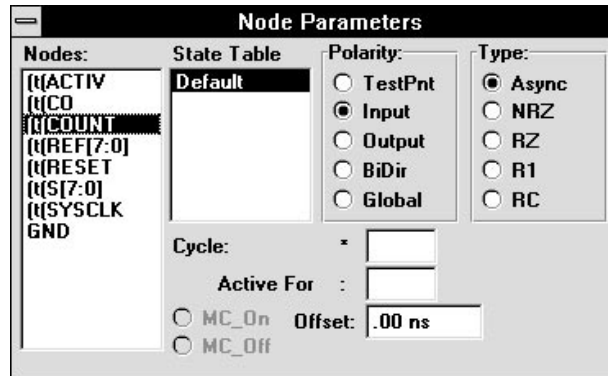 Node Parameters
Nodes:
(t(ACTIV
(t(CO
(t(COUNT
(t(REF[7:0]
(t(RESET
(t(S[7:0]
(t(SYSCLK
GND
State Table
Default
Polarity:
TestPnt
Input
Output
BiDir
Global
Type:
Async
NRZ
RZ
R1
RC
Cycle: *
Active For :
MC_On
MC_Off
Offset: .00 ns